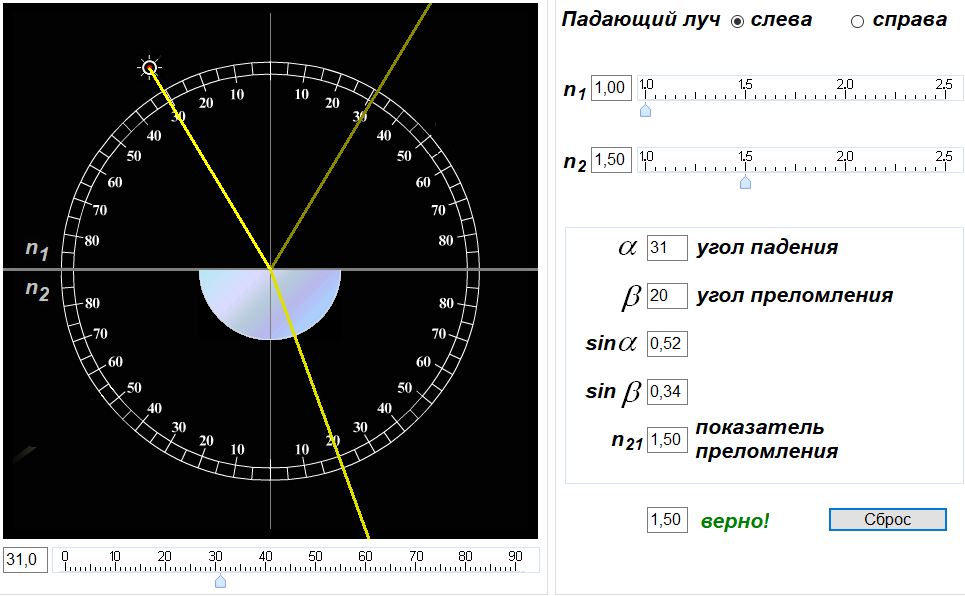 Падающий луч слева справа
n1 1,00 1.0 1.5 2.0 2.5
n2 1,50 1.0 1.5 2.0 2.5
20 10 10 20
30 30
40 40
50 50
60 60
70 70
80 80
n1
n2
80 80
70 70
60 60
50 50
40 40
30 30
20 10 10 20
α 31 угол падения
β 20 угол преломления
sin α 0,52
sin β 0,34
n21 1,50 показатель
преломления
1,50 верно! Сброс
31,0 0 10 20 30 40 50 60 70 80 90